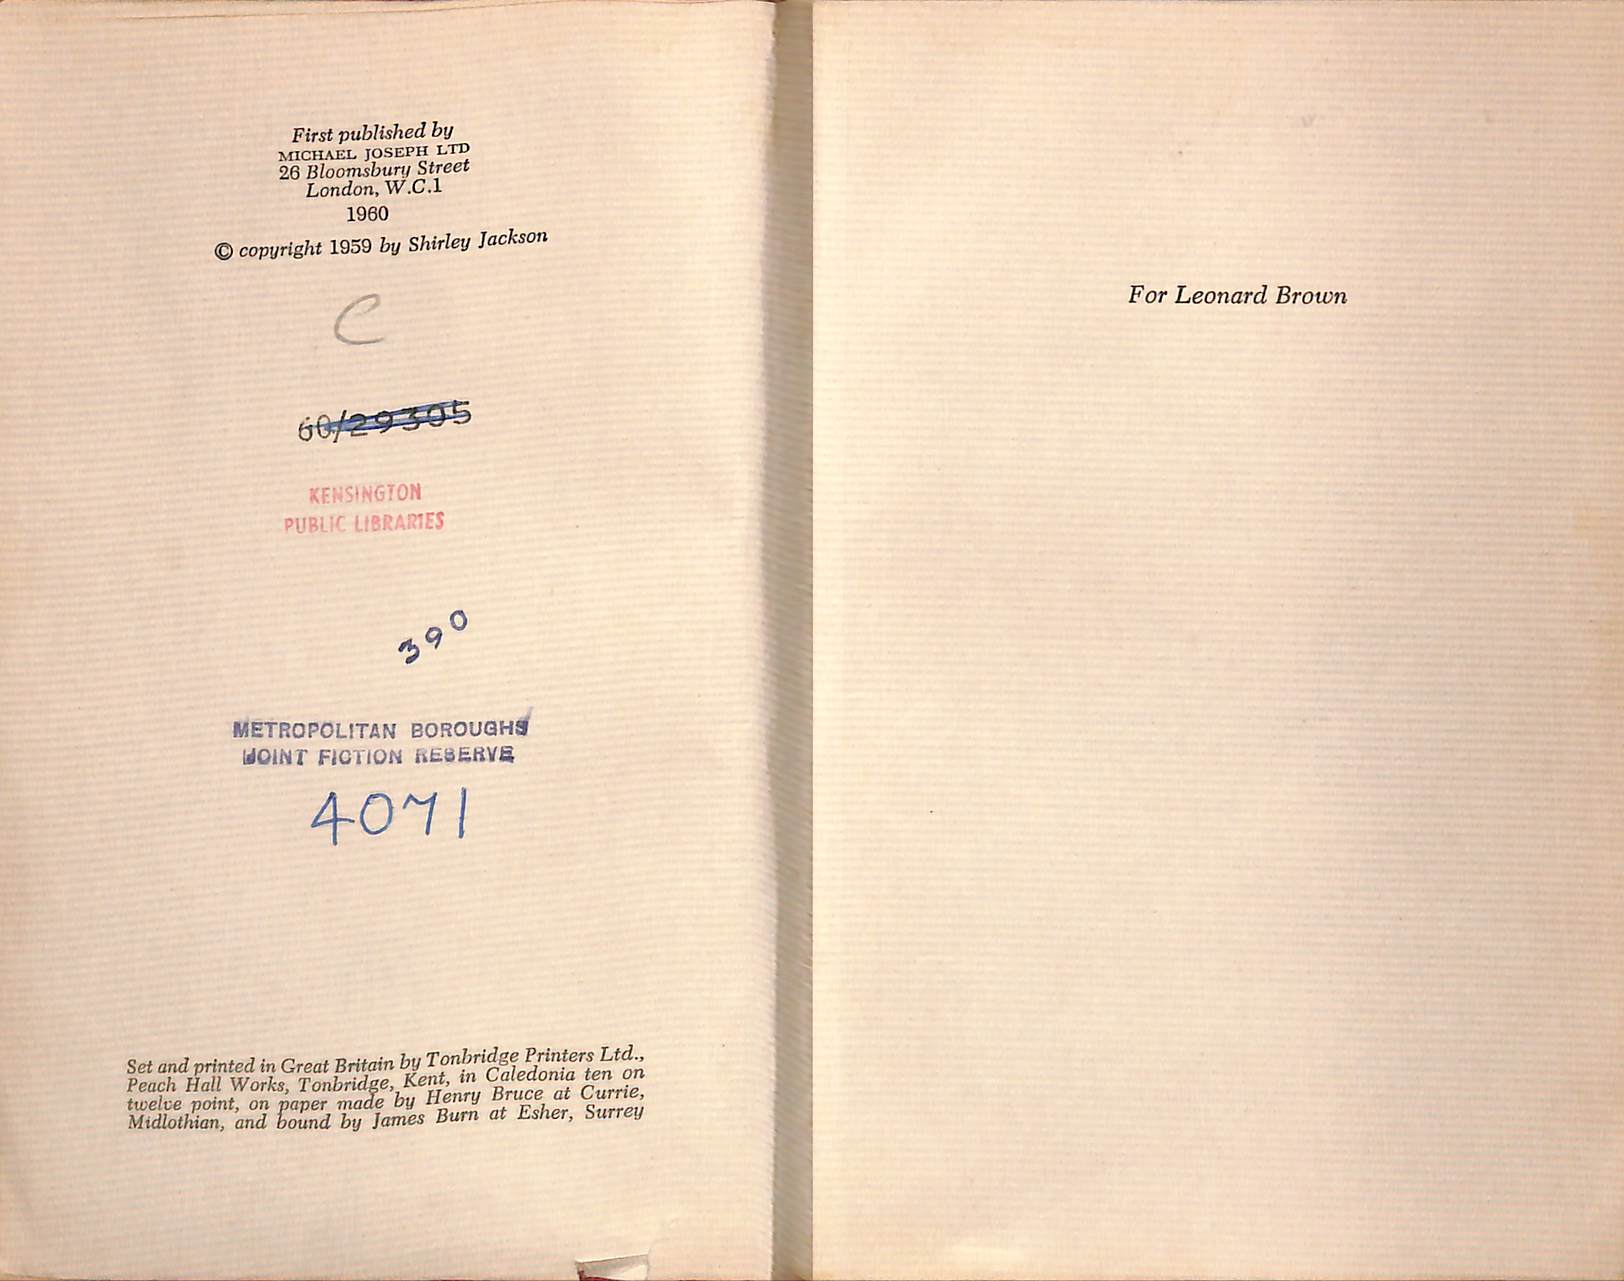 First published by
MICHAEL JOSEPH LTD
26 Bloomsbury Street
London, W.C.1
1960
© copyright 1959 by Shirley Jackson
C
60/29305
KENSINGTON
PUBLIC LIBRARIES
390
METROPOLITAN BOROUGHS
JOINT FICTION RESERVE
4071
Set and printed in Great Britain by Tonbridge Printers Ltd.,
Peach Hall Works, Tonbridge, Kent, in Caledonia ten on
twelve point, on paper made by Henry Bruce at Currie,
Midlothian, and bound by James Burn at Esher, Surrey
For Leonard Brown